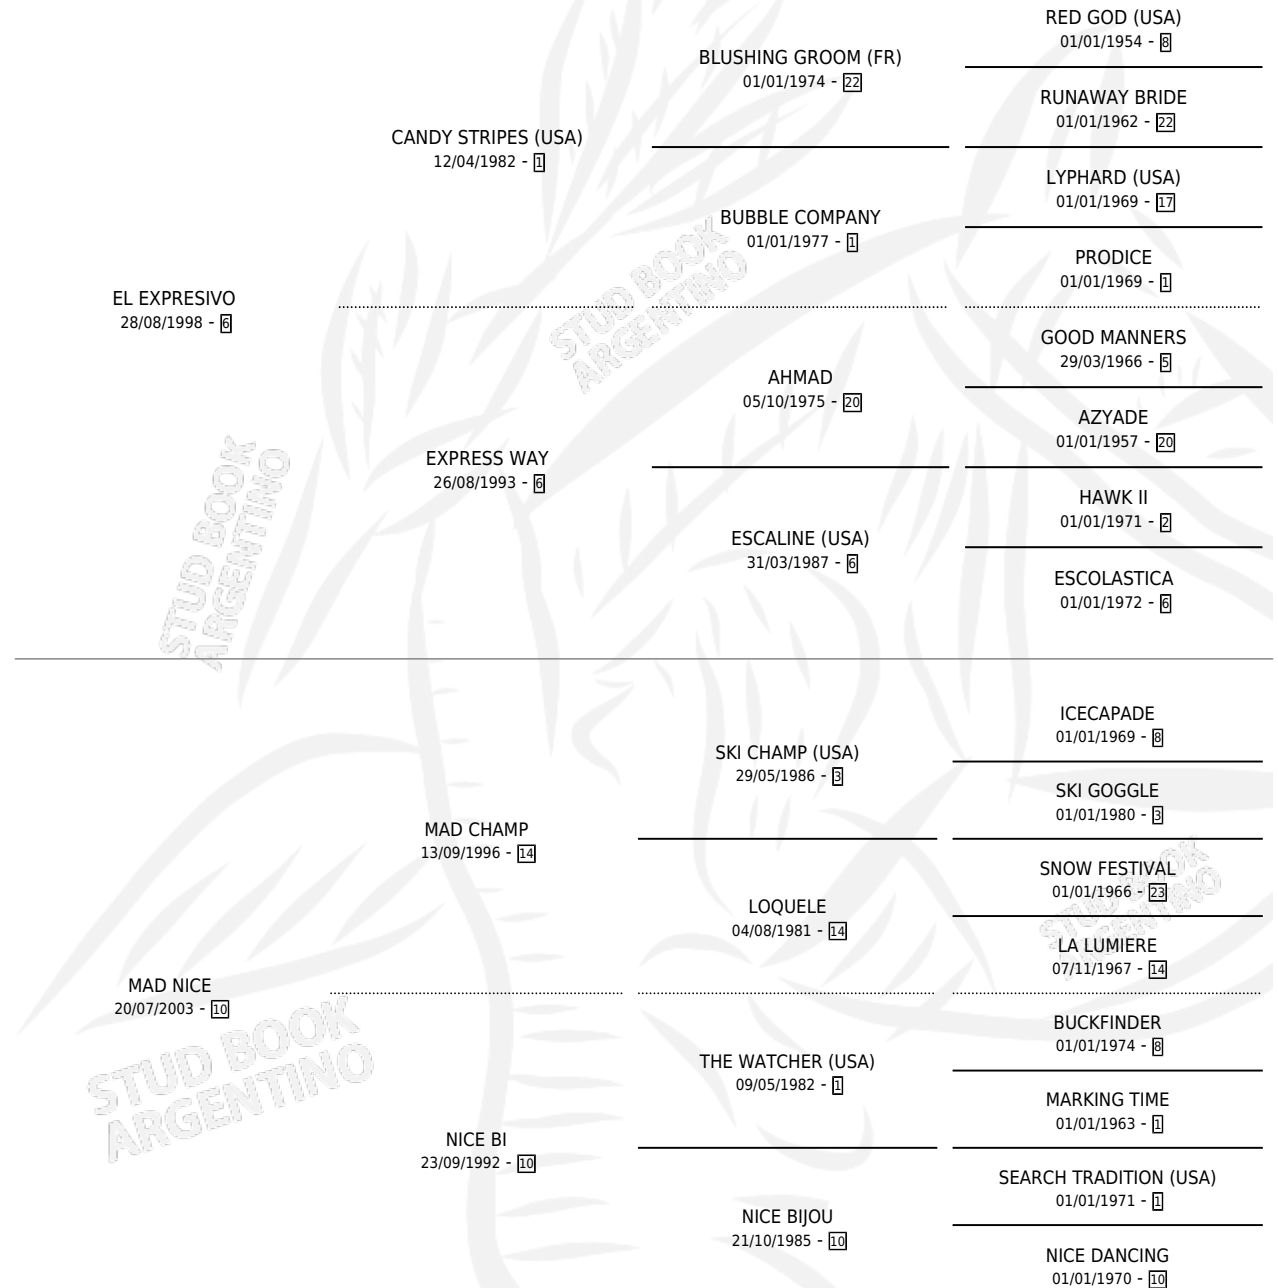 RED GOD (USA)
01/01/1954 - 8
BLUSHING GROOM (FR)
01/01/1974 - 22
RUNAWAY BRIDE
01/01/1962 - 22
CANDY STRIPES (USA)
12/04/1982 - 1
LYPHARD (USA)
01/01/1969 - 17
BUBBLE COMPANY
01/01/1977 - 1
PRODICE
01/01/1969 - 1
EL EXPRESIVO
28/08/1998 - 6
STUD BOOK
ARGENTINO
GOOD MANNERS
29/03/1966 - 5
AHMAD
05/10/1975 - 20
AZYADE
01/01/1957 - 20
EXPRESS WAY
26/08/1993 - 6
HAWK II
01/01/1971 - 2
ESCALINE (USA)
31/03/1987 - 6
ESCOLASTICA
01/01/1972 - 6
STUD BOOK
ARGENTINO
ICECAPADE
01/01/1969 - 8
SKI CHAMP (USA)
29/05/1986 - 3
SKI GOGGLE
01/01/1980 - 3
MAD CHAMP
13/09/1996 - 14
SNOW FESTIVAL
01/01/1966 - 23
STUD BOOK
ARGENTINO
LOQUELE
04/08/1981 - 14
LA LUMIERE
07/11/1967 - 14
MAD NICE
20/07/2003 - 10
STUD BOOK
ARGENTINO
BUCKFINDER
01/01/1974 - 8
THE WATCHER (USA)
09/05/1982 - 1
MARKING TIME
01/01/1963 - 1
NICE BI
23/09/1992 - 10
SEARCH TRADITION (USA)
01/01/1971 - 1
NICE BIJOU
21/10/1985 - 10
NICE DANCING
01/01/1970 - 10